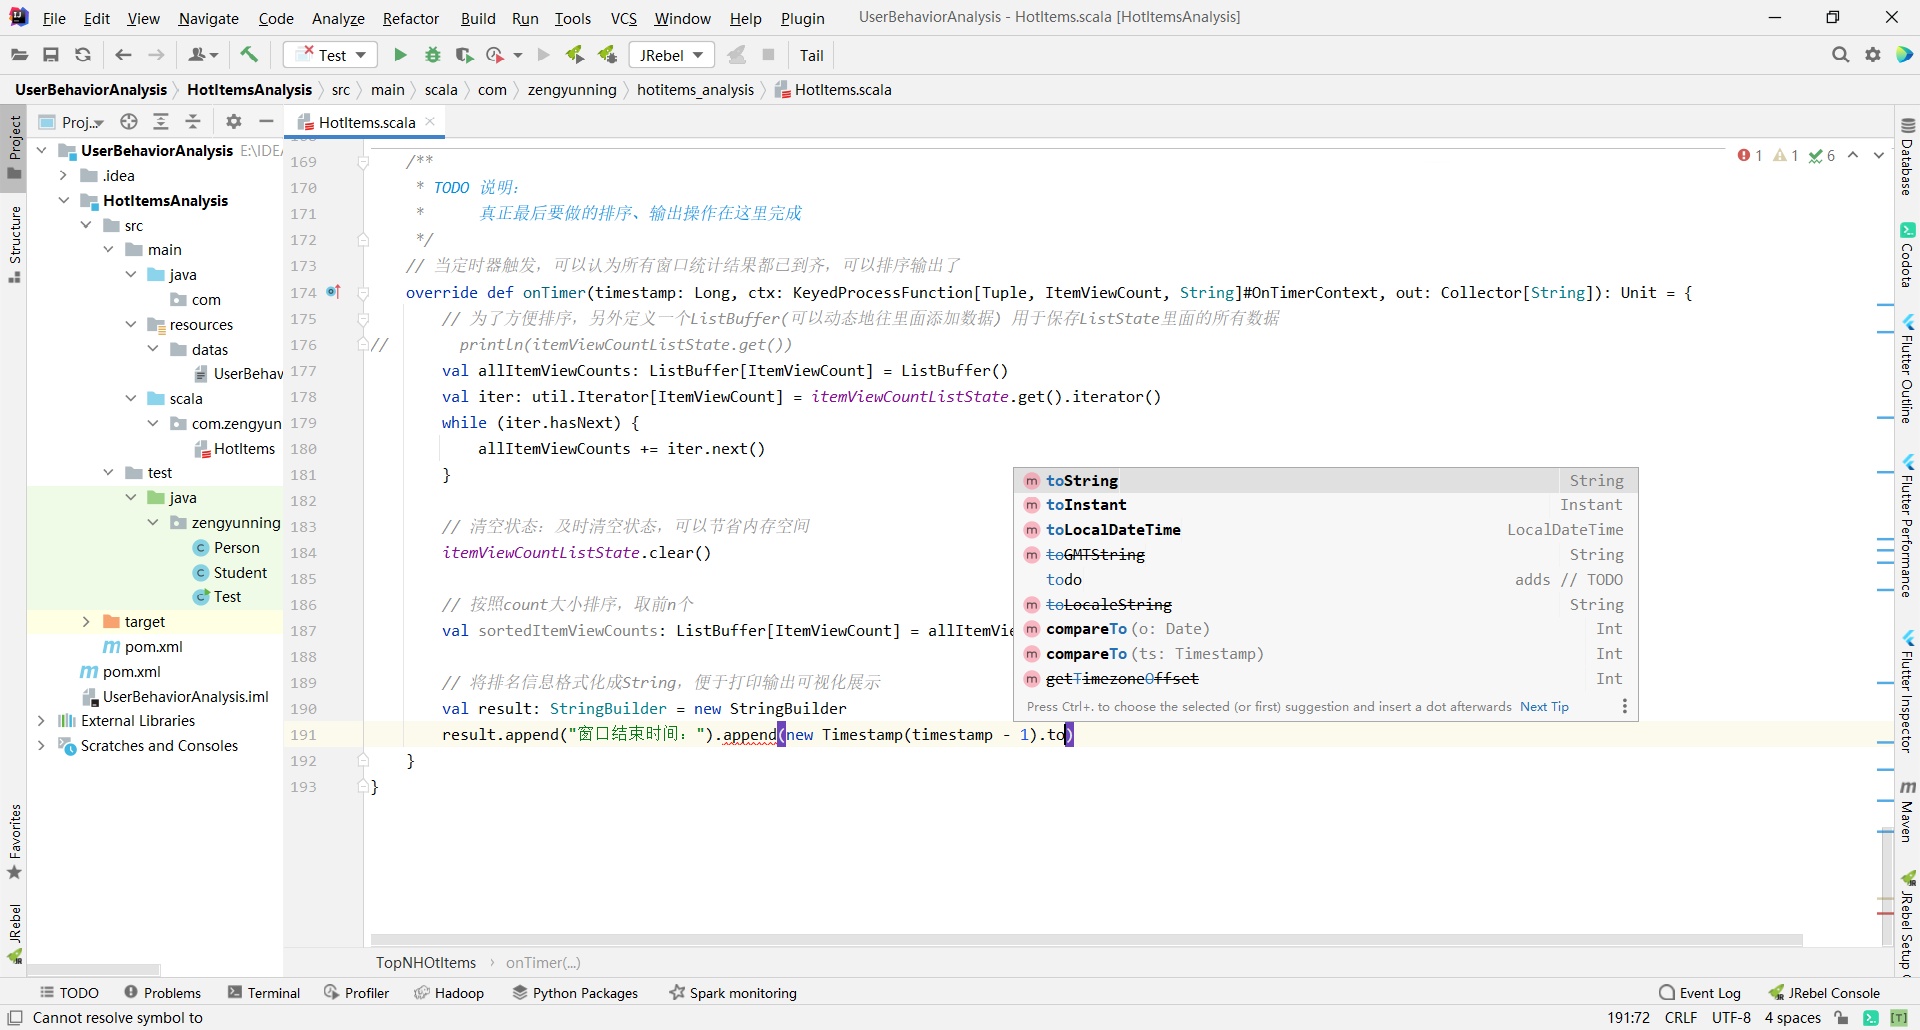 File Edit View Navigate Code Analyze Refactor Build Run Tools VCS Window Help Plugin UserBehaviorAnalysis - HotItems.scala [HotItemsAnalysis]
Test JRebel Tail
UserBehaviorAnalysis HotItemsAnalysis src main scala com zengyunning hotitems_analysis HotItems.scala
Proj... HotItems.scala
Project
Structure
Favorites
JRebel
UserBehaviorAnalysis E:\IDEA
.idea
HotItemsAnalysis
src
main
java
com
resources
datas
UserBehav
scala
com.zengyun
HotItems
test
java
zengyunning
Person
Student
Test
target
pom.xml
pom.xml
UserBehaviorAnalysis.iml
External Libraries
Scratches and Consoles
1 1 6
169 /**
170 * TODO 说明:
171 * 真正最后要做的排序、输出操作在这里完成
172 */
173 // 当定时器触发，可以认为所有窗口统计结果都已到齐，可以排序输出了
174 override def onTimer(timestamp: Long, ctx: KeyedProcessFunction[Tuple, ItemViewCount, String]#OnTimerContext, out: Collector[String]): Unit = {
175 // 为了方便排序，另外定义一个ListBuffer(可以动态地往里面添加数据) 用于保存ListState里面的所有数据
176 // println(itemViewCountListState.get())
177 val allItemViewCounts: ListBuffer[ItemViewCount] = ListBuffer()
178 val iter: util.Iterator[ItemViewCount] = itemViewCountListState.get().iterator()
179 while (iter.hasNext) {
180 allItemViewCounts += iter.next()
181 }
182
183 // 清空状态：及时清空状态，可以节省内存空间
184 itemViewCountListState.clear()
185
186 // 按照count大小排序，取前n个
187 val sortedItemViewCounts: ListBuffer[ItemViewCount] = allItemVie
188
189 // 将排名信息格式化成String，便于打印输出可视化展示
190 val result: StringBuilder = new StringBuilder
191 result.append("窗口结束时间：").append(new Timestamp(timestamp - 1).to)
192 }
193 }
m toString String
m toInstant Instant
m toLocalDateTime LocalDateTime
m toGMTString String
todo adds // TODO
m toLocaleString String
m compareTo(o: Date) Int
m compareTo(ts: Timestamp) Int
m getTimezoneOffset Int
Press Ctrl+. to choose the selected (or first) suggestion and insert a dot afterwards Next Tip
Database
Codota
Flutter Outline
Flutter Performance
Flutter Inspector
Maven
JRebel Setup
TopNHOtItems onTimer(...)
TODO Problems Terminal Profiler Hadoop Python Packages Spark monitoring Event Log JRebel Console
Cannot resolve symbol to 191:72 CRLF UTF-8 4 spaces [T]